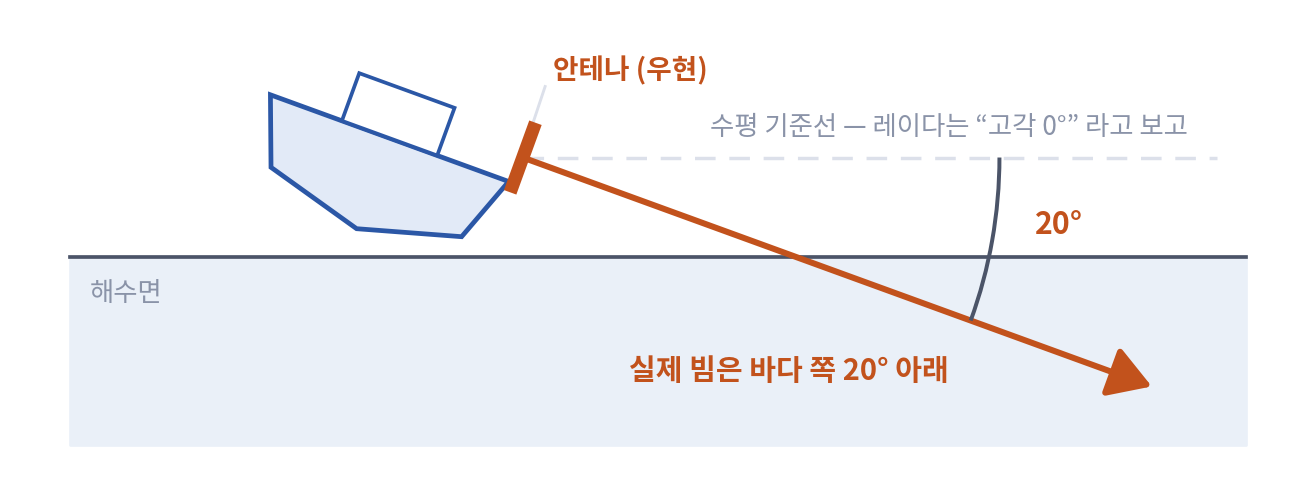 안테나 (우현)
수평 기준선 — 레이다는 “고각 0°” 라고 보고
20°
해수면
실제 빔은 바다 쪽 20° 아래